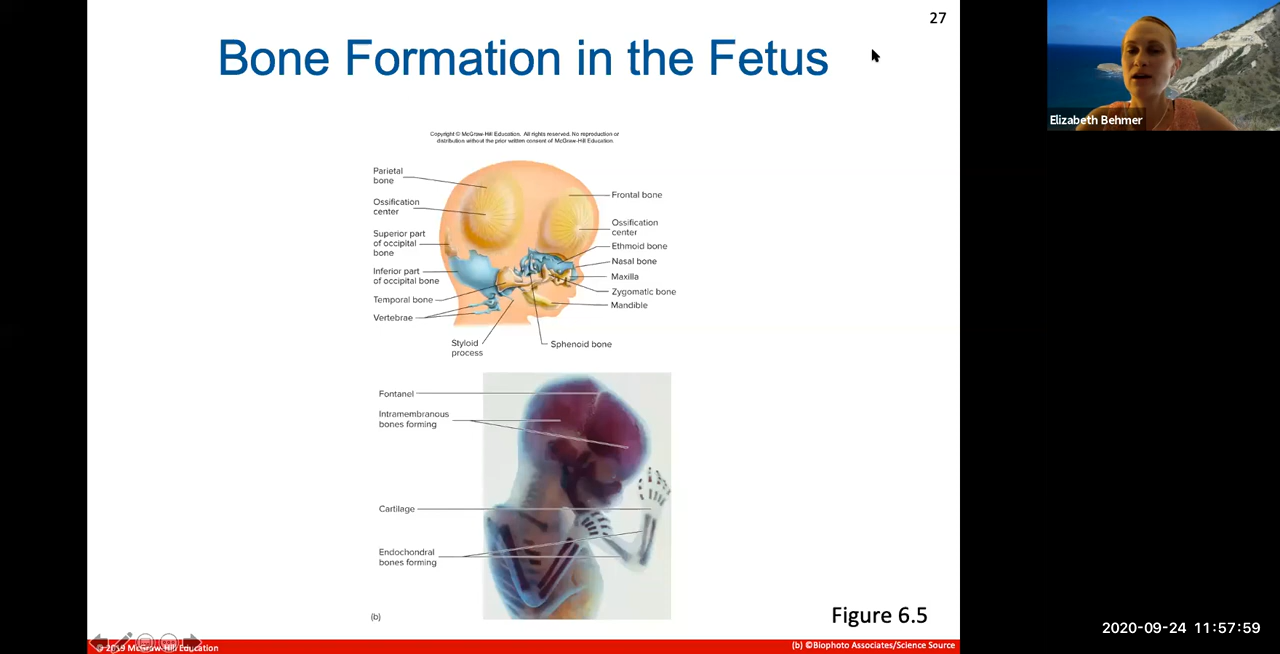 27
Bone Formation in the Fetus
Elizabeth Behmer
Copyright © McGraw-Hill Education. All rights reserved. No reproduction or
distribution without the prior written consent of McGraw-Hill Education.
Parietal
bone
Ossification
center
Superior part
of occipital
bone
Inferior part
of occipital bone
Temporal bone
Vertebrae
Styloid
process
Frontal bone
Ossification
center
Ethmoid bone
Nasal bone
Maxilla
Zygomatic bone
Mandible
Sphenoid bone
Fontanel
Intramembranous
bones forming
Cartilage
Endochondral
bones forming
(b)
Figure 6.5
2020-09-24 11:57:59
© 2019 McGraw-Hill Education
(b) ©Biophoto Associates/Science Source